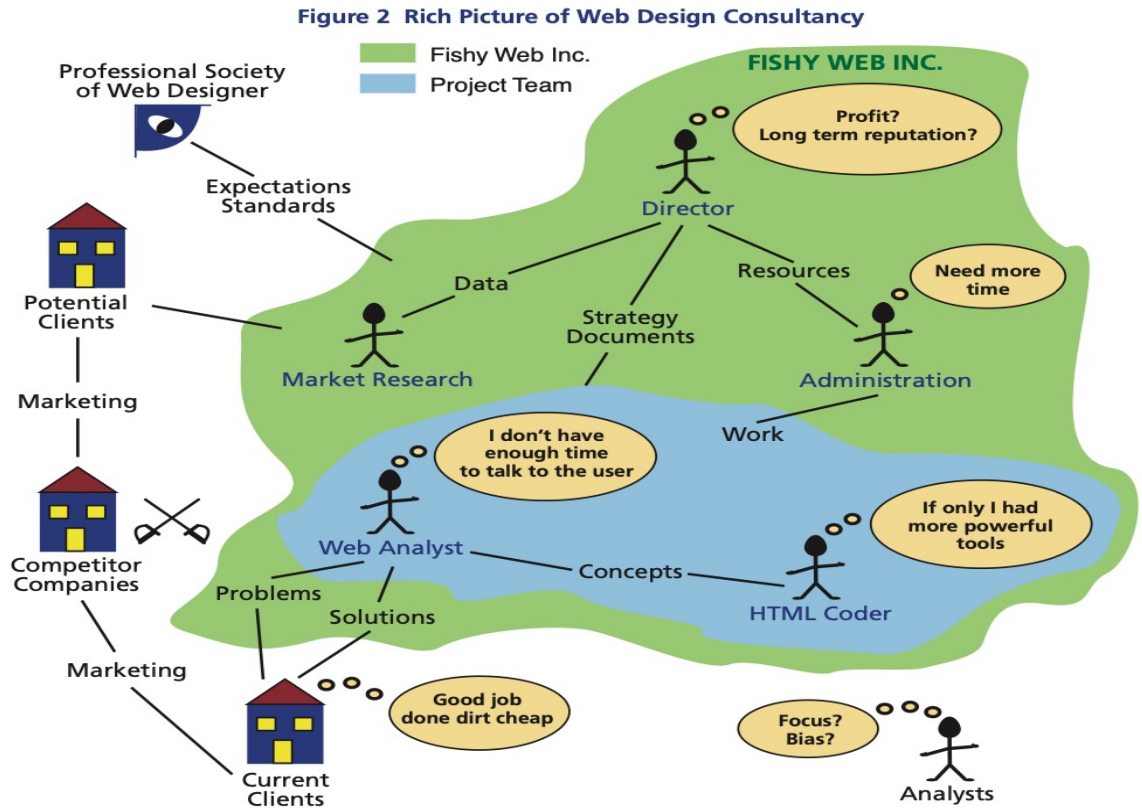 Figure 2 Rich Picture of Web Design Consultancy
Fishy Web Inc.
Project Team
FISHY WEB INC.
Professional Society
of Web Designer
Profit?
Long term reputation?
Expectations
Standards
Director
Potential
Clients
Data
Resources
Need more
time
Strategy
Documents
Market Research
Administration
Marketing
Work
I don't have
enough time
to talk to the user
If only I had
more powerful
tools
Competitor
Companies
Web Analyst
Concepts
HTML Coder
Problems
Solutions
Marketing
Good job
done dirt cheap
Focus?
Bias?
Current
Clients
Analysts